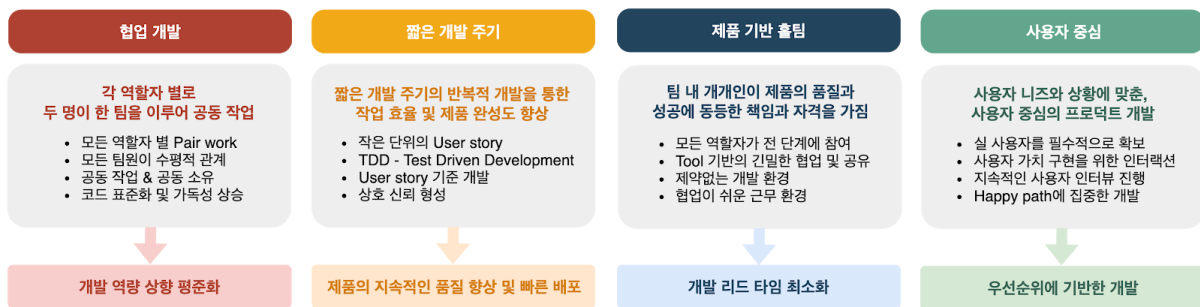 협업 개발
각 역할자 별로
두 명이 한 팀을 이루어 공동 작업
• 모든 역할자 별 Pair work
• 모든 팀원이 수평적 관계
• 공동 작업 & 공동 소유
• 코드 표준화 및 가독성 상승
개발 역량 상향 평준화
짧은 개발 주기
짧은 개발 주기의 반복적 개발을 통한
작업 효율 및 제품 완성도 향상
• 작은 단위의 User story
• TDD - Test Driven Development
• User story 기준 개발
• 상호 신뢰 형성
제품의 지속적인 품질 향상 및 빠른 배포
제품 기반 홀팀
팀 내 개개인이 제품의 품질과
성공에 동등한 책임과 자격을 가짐
• 모든 역할자가 전 단계에 참여
• Tool 기반의 긴밀한 협업 및 공유
• 제약없는 개발 환경
• 협업이 쉬운 근무 환경
개발 리드 타임 최소화
사용자 중심
사용자 니즈와 상황에 맞춘,
사용자 중심의 프로덕트 개발
• 실 사용자를 필수적으로 확보
• 사용자 가치 구현을 위한 인터랙션
• 지속적인 사용자 인터뷰 진행
• Happy path에 집중한 개발
우선순위에 기반한 개발